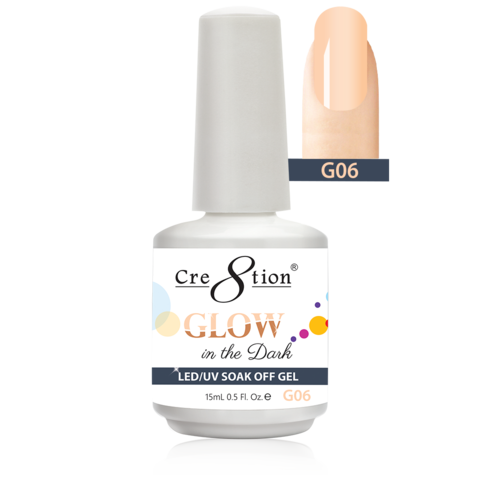 G06
Cre8tion®
GLOW
in the Dark
LED/UV SOAK OFF GEL
15mL 0.5 Fl. Oz.℮ G06